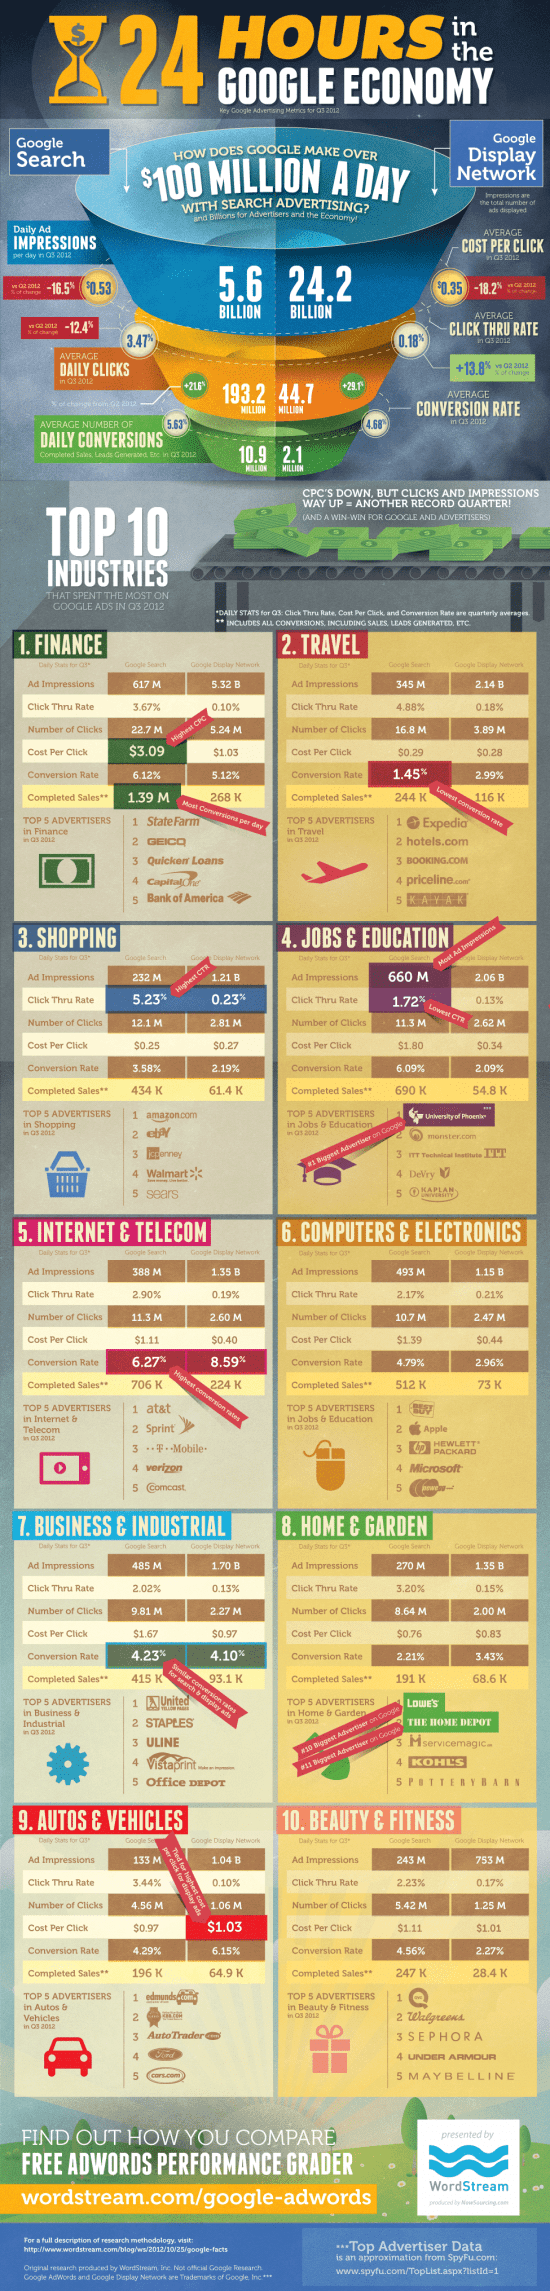 24 HOURS in the
GOOGLE ECONOMY
Key Google Advertising Metrics for Q3 2012
Google
Search
Google
Display
Network
Impressions are
the total number of
ads displayed
HOW DOES GOOGLE MAKE OVER
$100 MILLION A DAY
WITH SEARCH ADVERTISING?
and Billions for Advertisers and the Economy!
Daily Ad
IMPRESSIONS
per day in Q3 2012
5.6 BILLION
24.2 BILLION
AVERAGE
COST PER CLICK
in Q3 2012
vs Q2 2012
% of change
-16.5%
$0.53
$0.35
-18.2%
vs Q2 2012
% of change
vs Q2 2012
% of change
-12.4%
3.47%
0.18%
AVERAGE
CLICK THRU RATE
in Q3 2012
+13.8%
vs Q2 2012
% of change
AVERAGE
DAILY CLICKS
in Q3 2012
% of change from Q2 2012
+21.6%
193.2 MILLION
44.7 MILLION
+29.1%
AVERAGE
CONVERSION RATE
in Q3 2012
AVERAGE NUMBER OF
DAILY CONVERSIONS
Completed Sales, Leads Generated, Etc. in Q3 2012
5.63%
4.68%
10.9 MILLION
2.1 MILLION
CPC'S DOWN, BUT CLICKS AND IMPRESSIONS
WAY UP = ANOTHER RECORD QUARTER!
(AND A WIN-WIN FOR GOOGLE AND ADVERTISERS)
TOP 10
INDUSTRIES
THAT SPENT THE MOST ON
GOOGLE ADS IN Q3 2012
*DAILY STATS for Q3: Click Thru Rate, Cost Per Click, and Conversion Rate are quarterly averages.
** INCLUDES ALL CONVERSIONS, INCLUDING SALES, LEADS GENERATED, ETC.
1. FINANCE
Daily Stats for Q3* Google Search Google Display Network
Ad Impressions 617 M 5.32 B
Click Thru Rate 3.67% 0.10%
Number of Clicks 22.7 M 5.24 M
Highest CPC
Cost Per Click $3.09 $1.03
Conversion Rate 6.12% 5.12%
Completed Sales** 1.39 M 268 K
Most Conversions per day
TOP 5 ADVERTISERS
in Finance
in Q3 2012
1 State Farm
2 GEICO
3 Quicken Loans
4 Capital One
5 Bank of America
2. TRAVEL
Daily Stats for Q3* Google Search Google Display Network
Ad Impressions 345 M 2.14 B
Click Thru Rate 4.88% 0.18%
Number of Clicks 16.8 M 3.89 M
Cost Per Click $0.29 $0.28
Conversion Rate 1.45% 2.99%
Completed Sales** 244 K 116 K
Lowest conversion rate
TOP 5 ADVERTISERS
in Travel
in Q3 2012
1 Expedia
2 hotels.com
3 BOOKING.COM
4 priceline.com
5 KAYAK
3. SHOPPING
Daily Stats for Q3* Google Search Google Display Network
Ad Impressions 232 M 1.21 B
Highest CTR
Click Thru Rate 5.23% 0.23%
Number of Clicks 12.1 M 2.81 M
Cost Per Click $0.25 $0.27
Conversion Rate 3.58% 2.19%
Completed Sales** 434 K 61.4 K
TOP 5 ADVERTISERS
in Shopping
in Q3 2012
1 amazon.com
2 ebY
3 jcpenney
4 Walmart
5 sears
4. JOBS & EDUCATION
Daily Stats for Q3* Google Search Google Display Network
Most Ad Impressions
Ad Impressions 660 M 2.06 B
Click Thru Rate 1.72% 0.13%
Lowest CTR
Number of Clicks 11.3 M 2.62 M
Cost Per Click $1.80 $0.34
Conversion Rate 6.09% 2.09%
Completed Sales** 690 K 54.8 K
TOP 5 ADVERTISERS
in Jobs & Education
in Q3 2012
#1 Biggest Advertiser on Google
1 University of Phoenix ***
2 monster.com
3 ITT Technical Institute ITT
4 DeVry
5 KAPLAN UNIVERSITY
5. INTERNET & TELECOM
Daily Stats for Q3* Google Search Google Display Network
Ad Impressions 388 M 1.35 B
Click Thru Rate 2.90% 0.19%
Number of Clicks 11.3 M 2.60 M
Cost Per Click $1.11 $0.40
Conversion Rate 6.27% 8.59%
Completed Sales** 706 K 224 K
Highest conversion rates
TOP 5 ADVERTISERS
in Internet &
Telecom
in Q3 2012
1 at&t
2 Sprint
3 T Mobile
4 verizon
5 Comcast
6. COMPUTERS & ELECTRONICS
Daily Stats for Q3* Google Search Google Display Network
Ad Impressions 493 M 1.15 B
Click Thru Rate 2.17% 0.21%
Number of Clicks 10.7 M 2.47 M
Cost Per Click $1.39 $0.44
Conversion Rate 4.79% 2.96%
Completed Sales** 512 K 73 K
TOP 5 ADVERTISERS
in Jobs & Education
in Q3 2012
1 BEST BUY
2 Apple
3 hp HEWLETT PACKARD
4 Microsoft
5 newegg
7. BUSINESS & INDUSTRIAL
Daily Stats for Q3* Google Search Google Display Network
Ad Impressions 485 M 1.70 B
Click Thru Rate 2.02% 0.13%
Number of Clicks 9.81 M 2.27 M
Cost Per Click $1.67 $0.97
Conversion Rate 4.23% 4.10%
Completed Sales** 415 K 93.1 K
Similar conversion rates
for search & display ads
TOP 5 ADVERTISERS
in Business &
Industrial
in Q3 2012
1 United
2 STAPLES
3 ULINE
4 Vistaprint
5 Office DEPOT
8. HOME & GARDEN
Daily Stats for Q3* Google Search Google Display Network
Ad Impressions 270 M 1.35 B
Click Thru Rate 3.20% 0.15%
Number of Clicks 8.64 M 2.00 M
Cost Per Click $0.76 $0.83
Conversion Rate 2.21% 3.43%
Completed Sales** 191 K 68.6 K
TOP 5 ADVERTISERS
in Home & Garden
in Q3 2012
#10 Biggest Advertiser on Google
#11 Biggest Advertiser on Google
1 LOWE'S
2 THE HOME DEPOT
3 servicemagic
4 KOHL'S
5 POTTERY BARN
9. AUTOS & VEHICLES
Daily Stats for Q3* Google Search Google Display Network
Ad Impressions 133 M 1.04 B
Click Thru Rate 3.44% 0.10%
Number of Clicks 4.56 M 1.06 M
Tied for highest cost
per click for display ads
Cost Per Click $0.97 $1.03
Conversion Rate 4.29% 6.15%
Completed Sales** 196 K 64.9 K
TOP 5 ADVERTISERS
in Autos &
Vehicles
in Q3 2012
1 edmunds.com
2
3 AutoTrader
4 Ford
5 cars.com
10. BEAUTY & FITNESS
Daily Stats for Q3* Google Search Google Display Network
Ad Impressions 243 M 753 M
Click Thru Rate 2.23% 0.17%
Number of Clicks 5.42 M 1.25 M
Cost Per Click $1.11 $1.01
Conversion Rate 4.56% 2.27%
Completed Sales** 247 K 28.4 K
TOP 5 ADVERTISERS
in Beauty & Fitness
in Q3 2012
1
2 Walgreens
3 SEPHORA
4 UNDER ARMOUR
5 MAYBELLINE
FIND OUT HOW YOU COMPARE
FREE ADWORDS PERFORMANCE GRADER
wordstream.com/google-adwords
presented by
WordStream
produced by NowSourcing.com
For a full description of research methodology, visit:
http://www.wordstream.com/blog/ws/2012/10/25/google-facts
Original research produced by WordStream, Inc. Not official Google Research.
Google AdWords and Google Display Network are Trademarks of Google, Inc.***
***Top Advertiser Data
is an approximation from SpyFu.com:
www.spyfu.com/TopList.aspx?listId=1